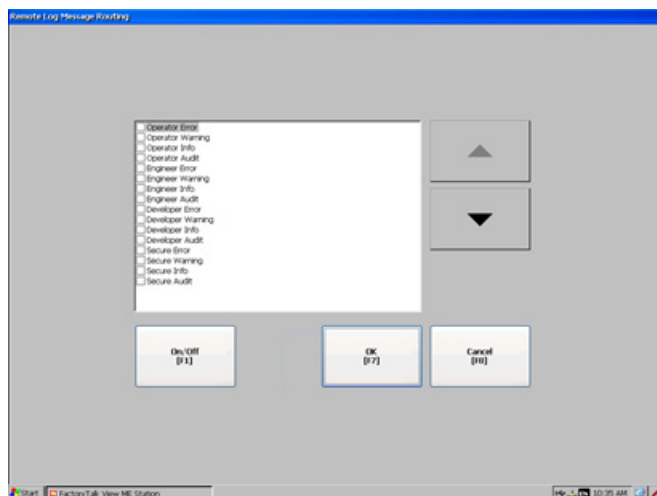 Remote Log Message Routing
Operator Error
Operator Warning
Operator Info
Operator Audit
Engineer Error
Engineer Warning
Engineer Info
Engineer Audit
Developer Error
Developer Warning
Developer Info
Developer Audit
Secure Error
Secure Warning
Secure Info
Secure Audit
On/Off
[F1]
OK
[F7]
Cancel
[F8]
Start
FactoryTalk View ME Station
10:35 AM